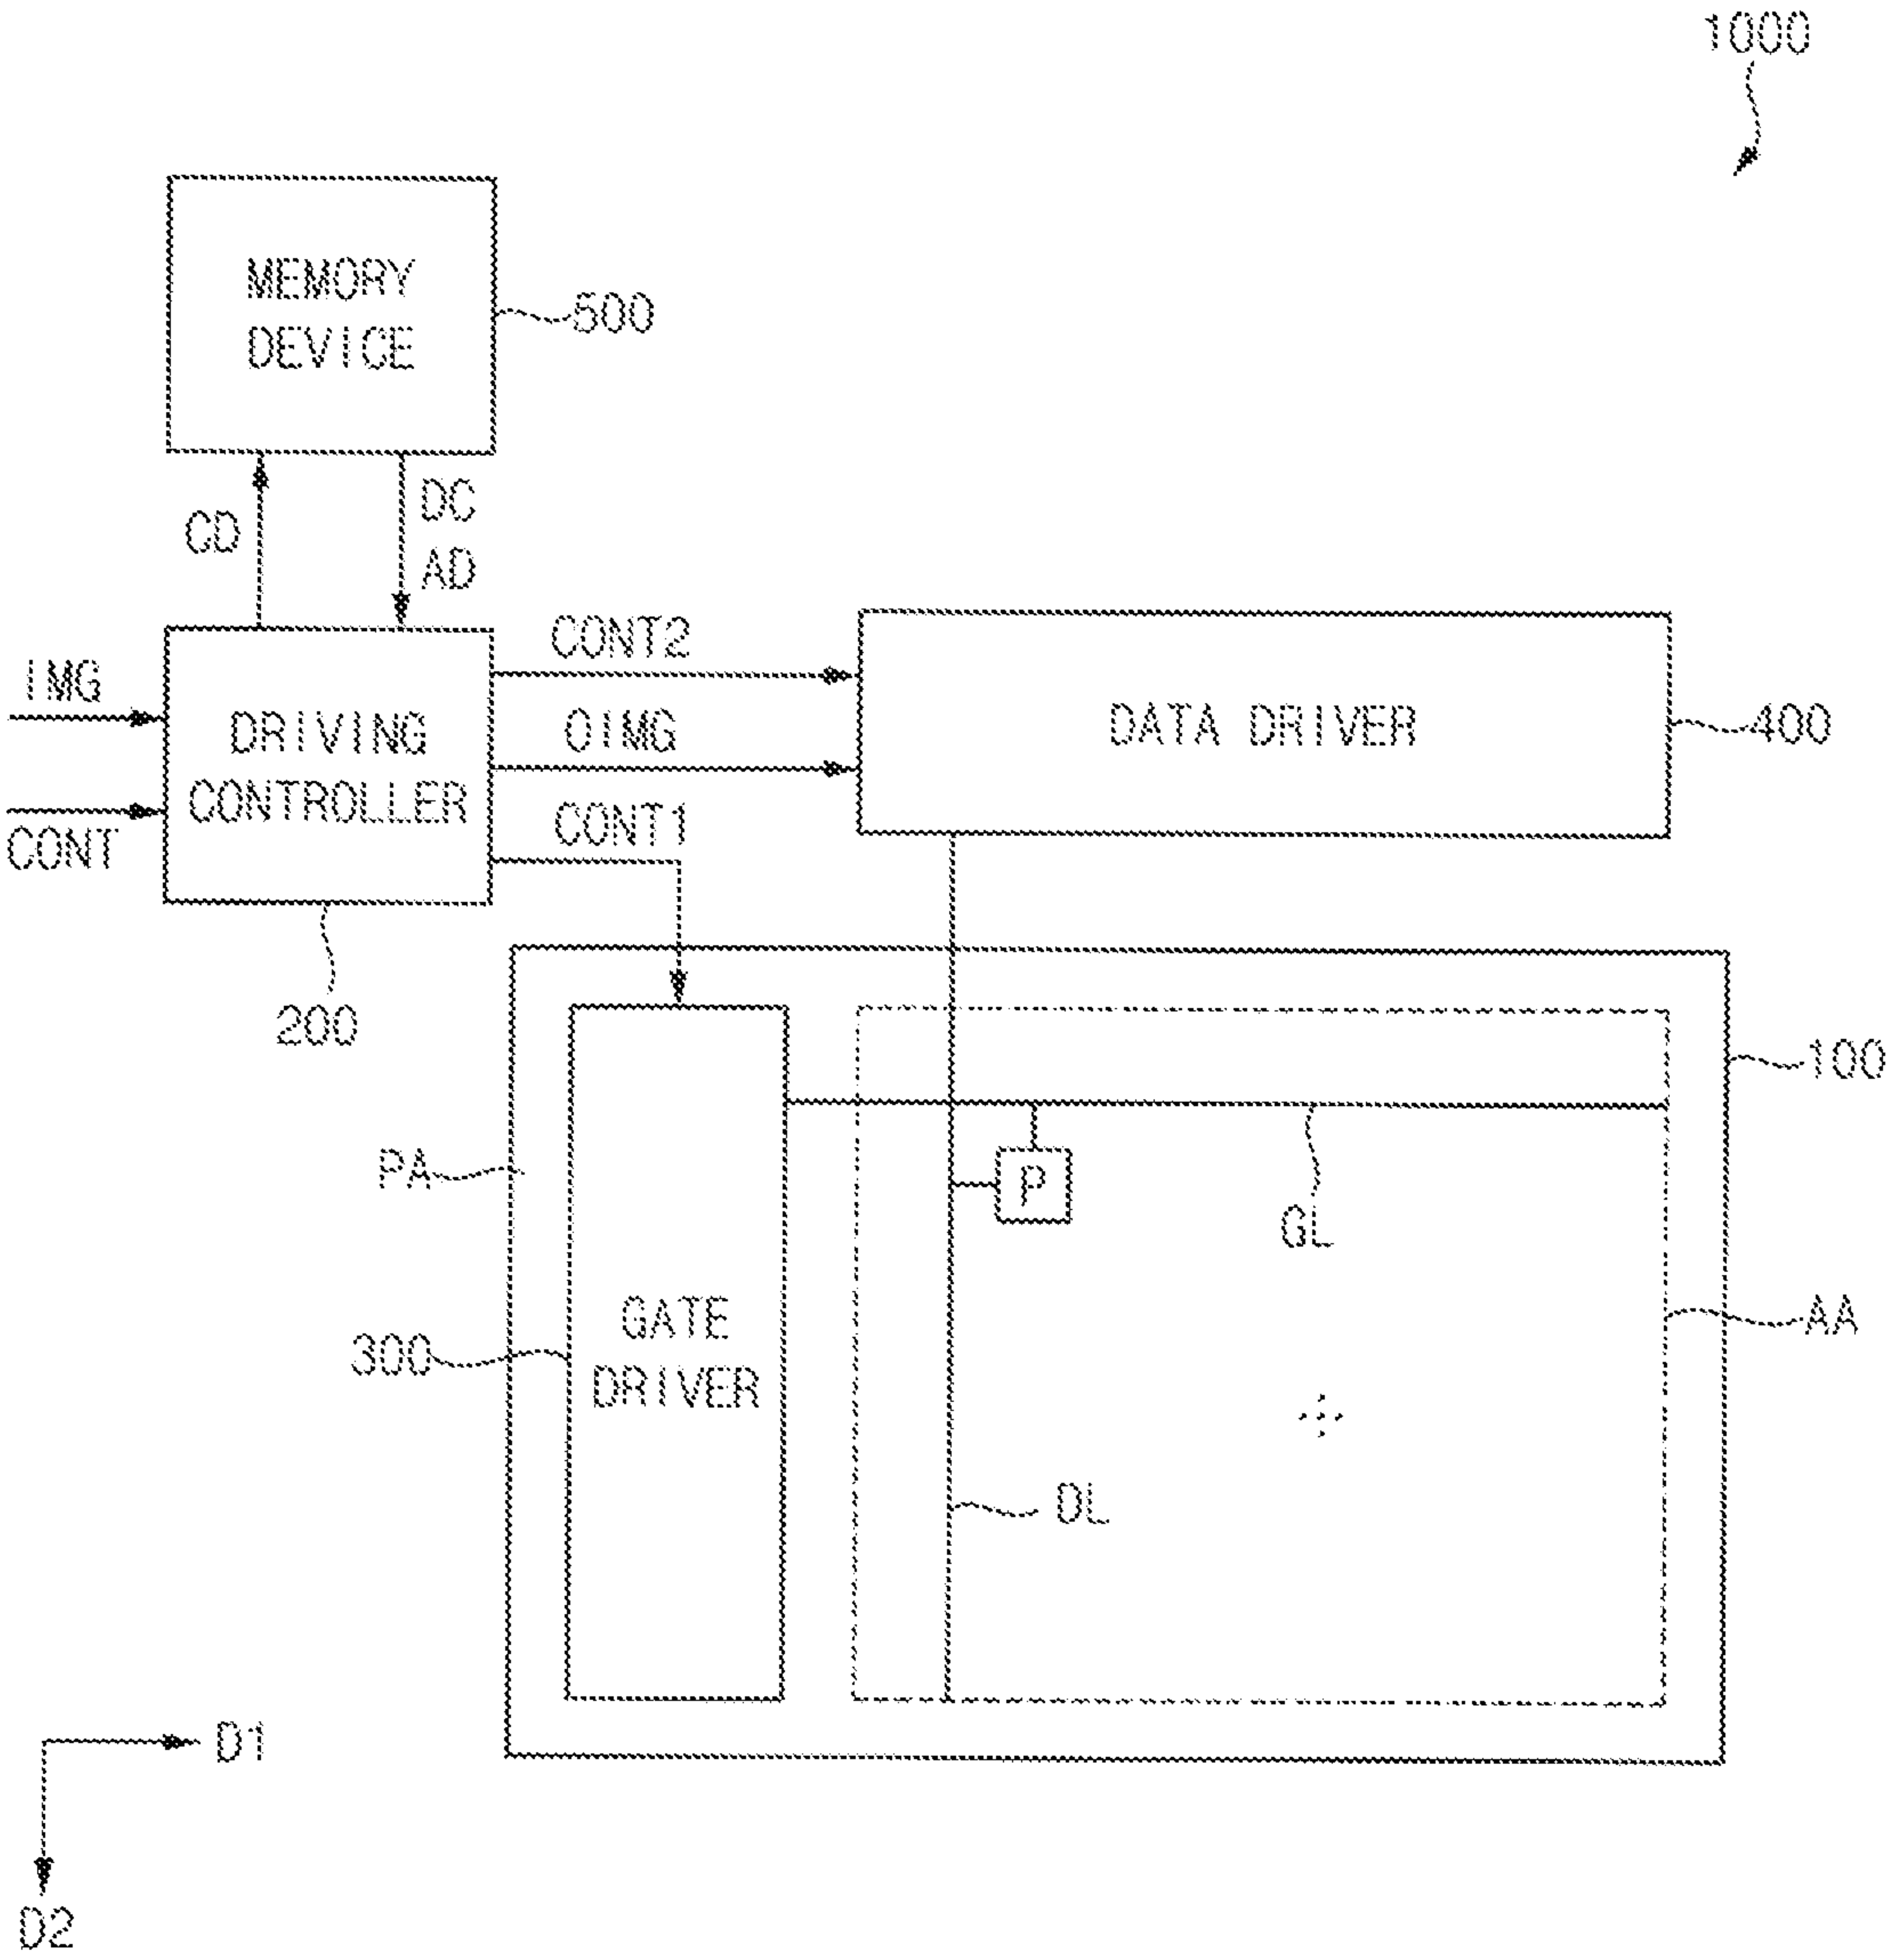 1000
MEMORY
DEVICE
500
CD
DC
AD
IMG
CONT
DRIVING
CONTROLLER
200
CONT2
OIMG
CONT1
DATA DRIVER
400
100
PA
P
GL
GATE
DRIVER
300
AA
DL
D1
D2